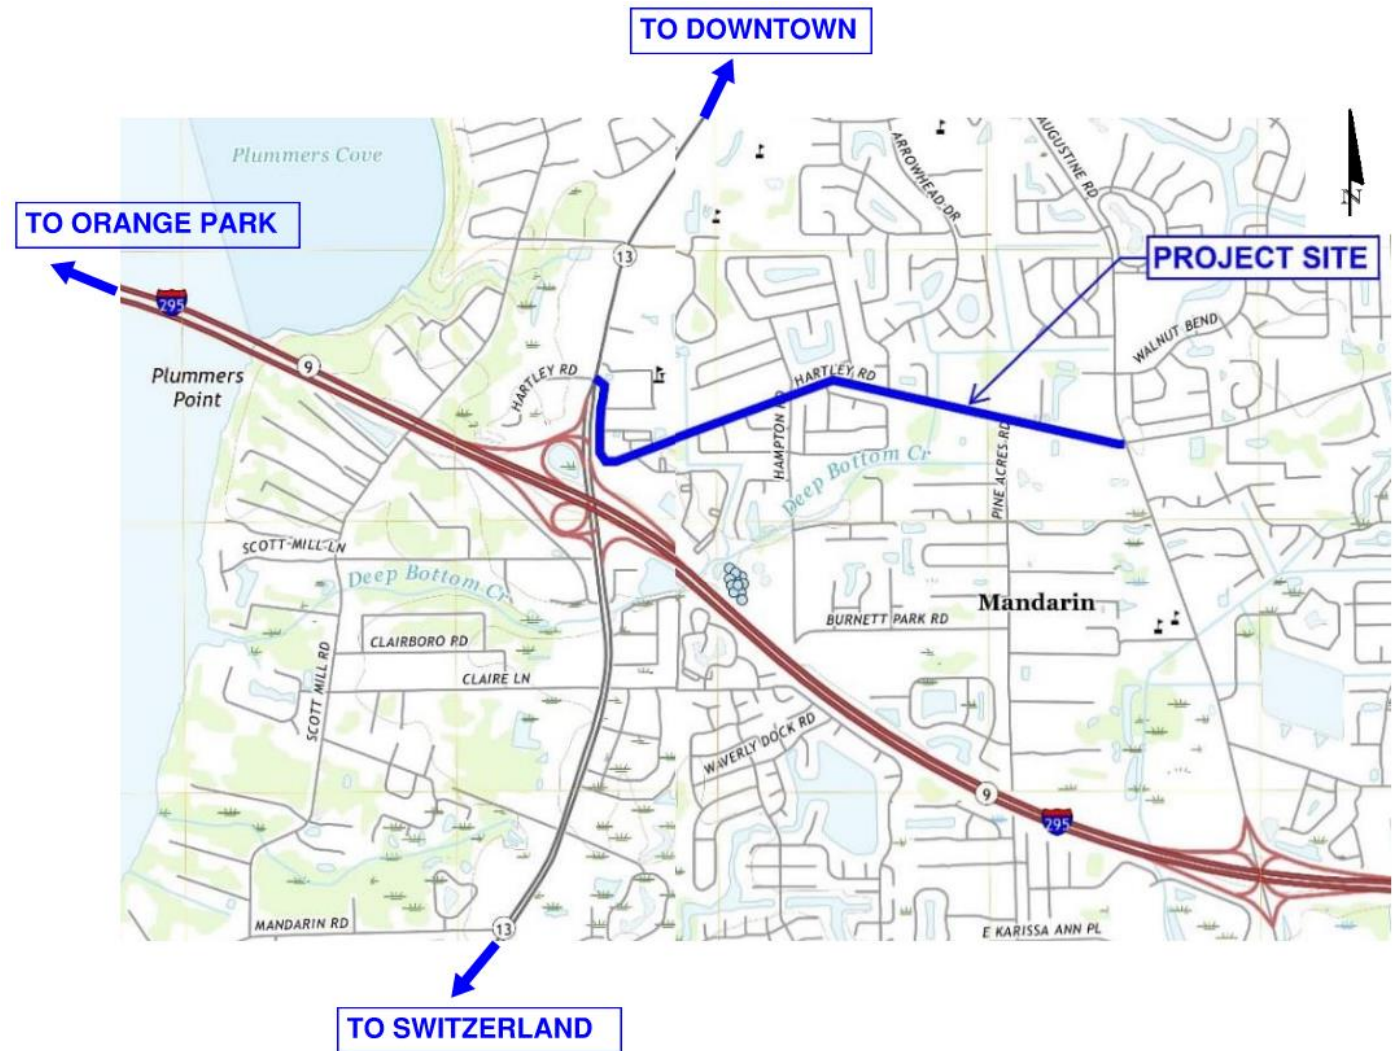 TO DOWNTOWN
Plummers Cove
ARROWHEAD DR
AUGUSTINE RD
N
TO ORANGE PARK
13
PROJECT SITE
295
WALNUT BEND
9
Plummers
Point
HARTLEY RD
HARTLEY RD
HAMPTON RD
PINE ACRES RD
Deep Bottom Cr
SCOTT MILL LN
Deep Bottom Cr
Mandarin
BURNETT PARK RD
CLAIRBORO RD
SCOTT MILL RD
CLAIRE LN
WAVERLY DOCK RD
9
295
MANDARIN RD
13
E KARISSA ANN PL
TO SWITZERLAND